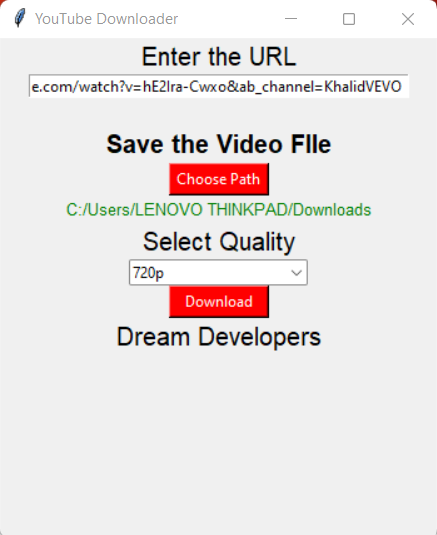 YouTube Downloader
Enter the URL
e.com/watch?v=hE2Ira-Cwxo&ab_channel=KhalidVEVO
Save the Video FIle
Choose Path
C:/Users/LENOVO THINKPAD/Downloads
Select Quality
720p
Download
Dream Developers